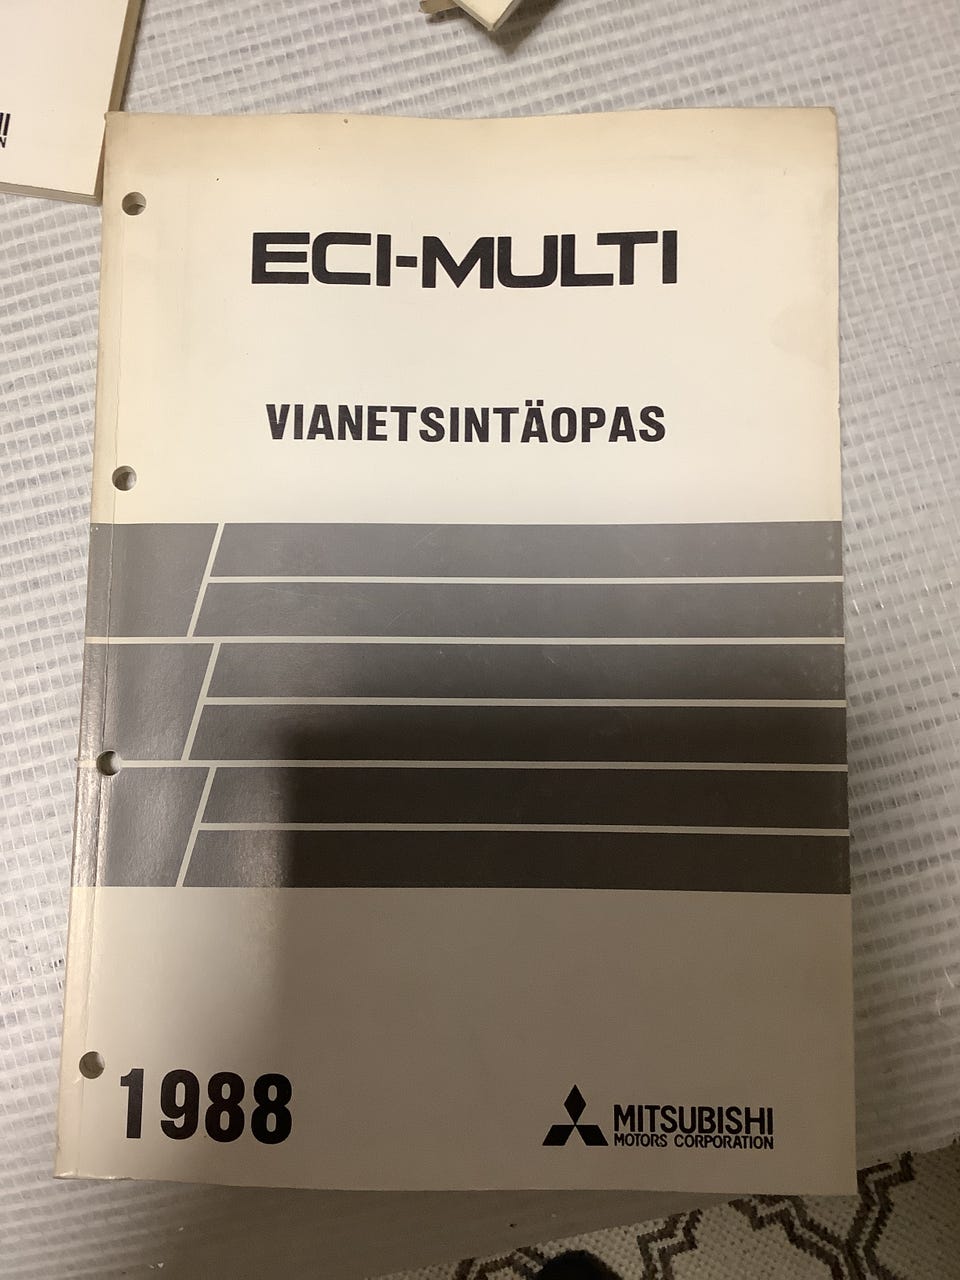 ECI-MULTI
VIANETSINTÄOPAS
1988
MITSUBISHI
MOTORS CORPORATION